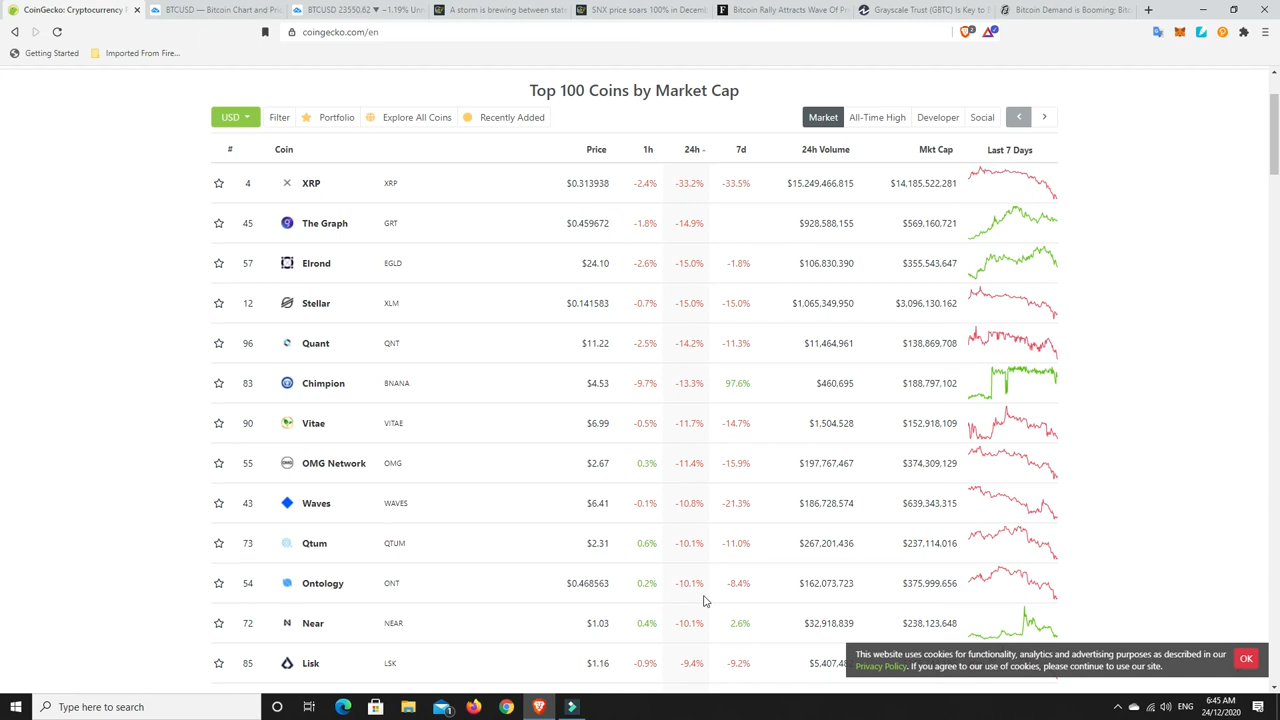 CoinGecko: Cryptocurrency P
BTCUSD — Bitcoin Chart and Pric
BTCUSD 23550.62 ▼ −1.19% Unn
A storm is brewing between stat
SNX price soars 100% in Decemb
Bitcoin Rally Attracts Wave Of R
Grayscale Trust (GBTC) Is Key to
Bitcoin Demand is Booming; Bitc
coingecko.com/en
Getting Started
Imported From Fire...
Top 100 Coins by Market Cap
USD Filter Portfolio Explore All Coins Recently Added Market All-Time High Developer Social
# Coin Price 1h 24h 7d 24h Volume Mkt Cap Last 7 Days
4 XRP XRP $0.313938 -2.4% -33.2% -33.5% $15,249,466,815 $14,185,522,281
45 The Graph GRT $0.459672 -1.8% -14.9% $928,588,155 $569,160,721
57 Elrond EGLD $24.10 -2.6% -15.0% -1.8% $106,830,390 $355,543,647
12 Stellar XLM $0.141583 -0.7% -15.0% -15.0% $1,065,349,950 $3,096,130,162
96 Quant QNT $11.22 -2.5% -14.2% -11.3% $11,464,961 $138,869,708
83 Chimpion BNANA $4.53 -9.7% -13.3% 97.6% $460,695 $188,797,102
90 Vitae VITAE $6.99 -0.5% -11.7% -14.7% $1,504,528 $152,918,109
55 OMG Network OMG $2.67 0.3% -11.4% -15.9% $197,767,467 $374,309,129
43 Waves WAVES $6.41 -0.1% -10.8% -21.3% $186,728,574 $639,343,315
73 Qtum QTUM $2.31 0.6% -10.1% -11.0% $267,201,436 $237,114,016
54 Ontology ONT $0.468563 0.2% -10.1% -8.4% $162,073,723 $375,999,656
72 Near NEAR $1.03 0.4% -10.1% 2.6% $32,918,839 $238,123,648
85 Lisk LSK $1.16 -0.9% -9.4% -9.2% $5,407,4
This website uses cookies for functionality, analytics and advertising purposes as described in our
Privacy Policy. If you agree to our use of cookies, please continue to use our site.
OK
Type here to search
ENG
6:45 AM
24/12/2020